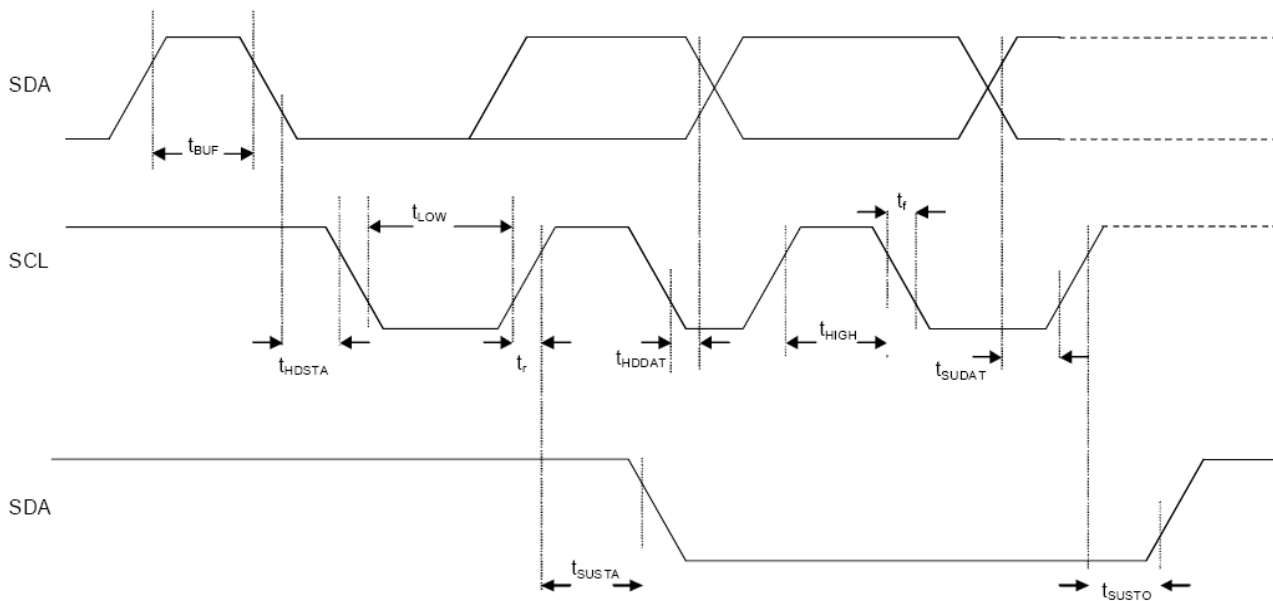 SDA
tBUF
tLOW
tf
SCL
tHDSTA
tr
tHDDAT
tHIGH
tSUDAT
SDA
tSUSTA
tSUSTO